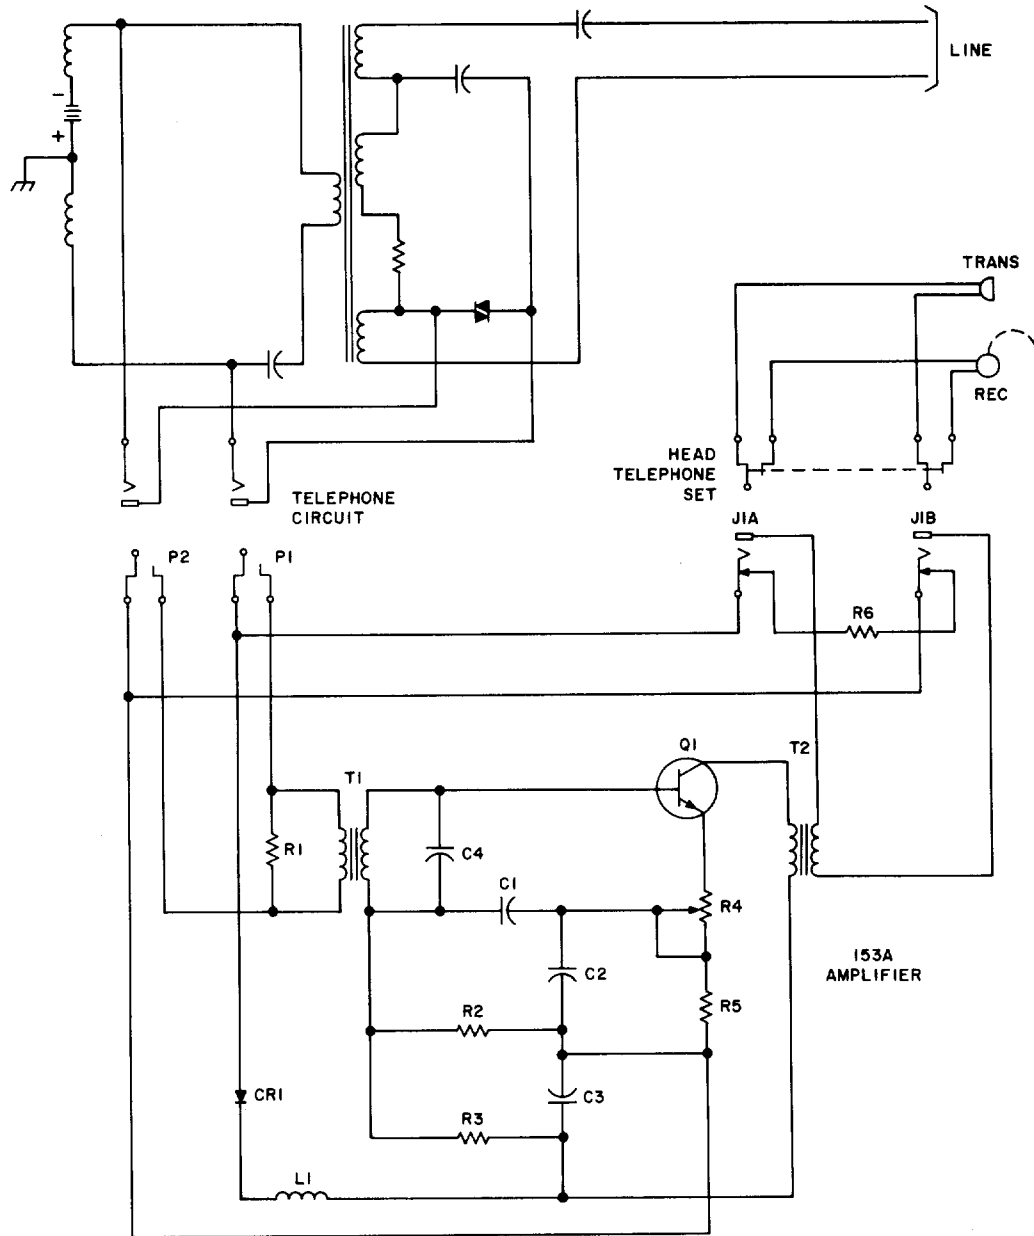 LINE
-
+
TRANS
REC
HEAD
TELEPHONE
SET
TELEPHONE
CIRCUIT
J1A
J1B
P2
P1
R6
Q1
T2
T1
R1
C4
C1
R4
153A
AMPLIFIER
C2
R5
R2
CR1
C3
R3
L1